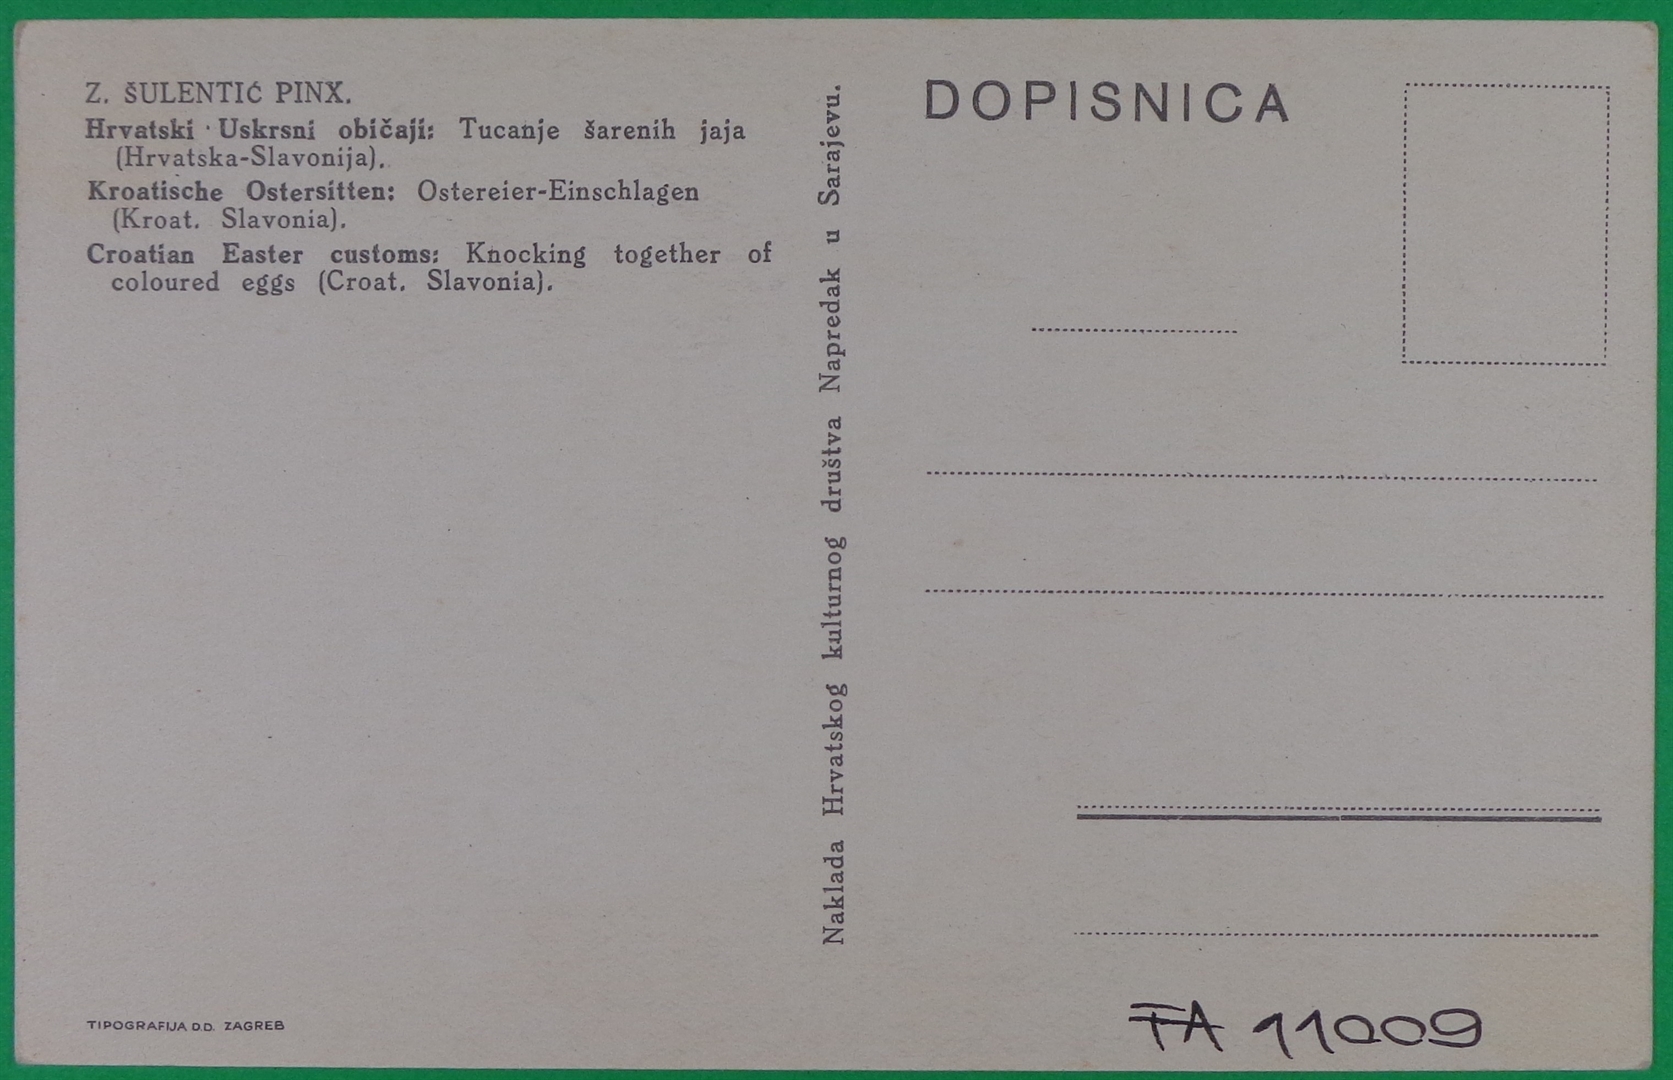 Z. ŠULENTIĆ PINX.
Hrvatski Uskrsni običaji: Tucanje šarenih jaja
(Hrvatska-Slavonija).
Kroatische Ostersitten: Ostereier-Einschlagen
(Kroat. Slavonia).
Croatian Easter customs: Knocking together of
coloured eggs (Croat. Slavonia).
TIPOGRAFIJA D.D. ZAGREB
Naklada Hrvatskog kulturnog društva Napredak u Sarajevu.
DOPISNICA
FA 11009